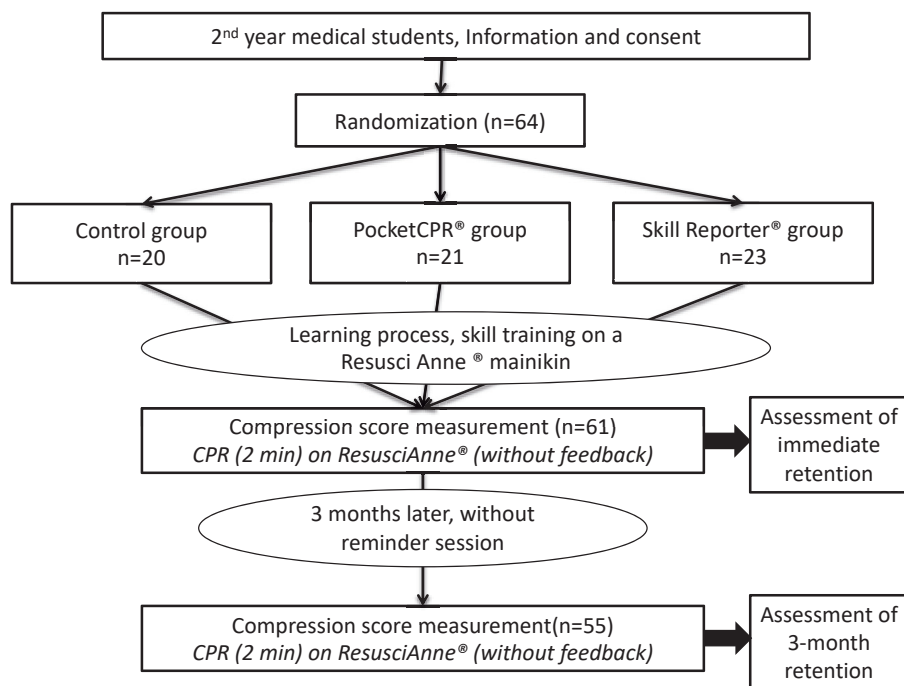 2nd year medical students, Information and consent
Randomization (n=64)
Control group
n=20
PocketCPR® group
n=21
Skill Reporter® group
n=23
Learning process, skill training on a
Resusci Anne ® mainikin
Compression score measurement (n=61)
CPR (2 min) on ResusciAnne® (without feedback)
Assessment of
immediate
retention
3 months later, without
reminder session
Compression score measurement(n=55)
CPR (2 min) on ResusciAnne® (without feedback)
Assessment of
3-month
retention